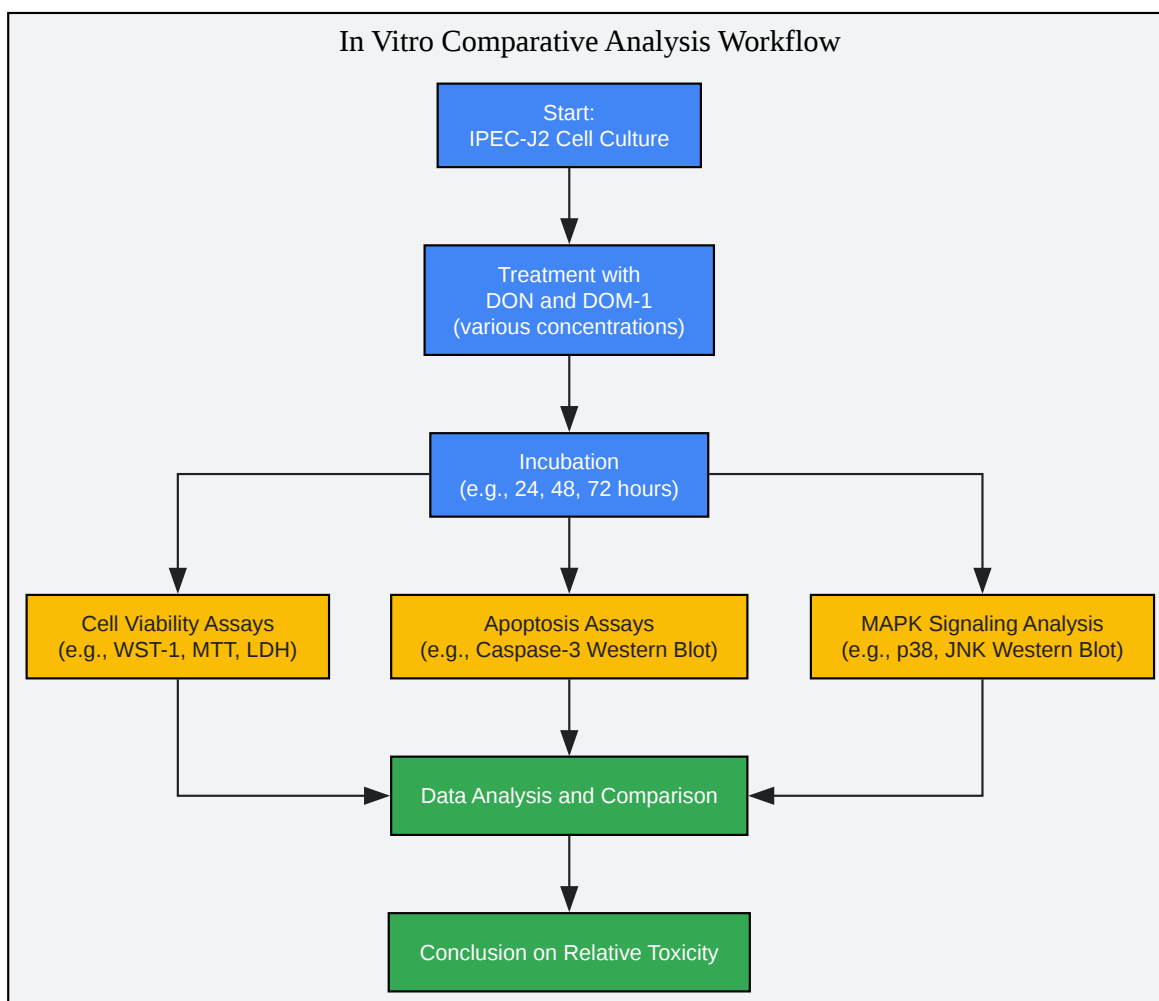 In Vitro Comparative Analysis Workflow
Start:
IPEC-J2 Cell Culture
Treatment with
DON and DOM-1
(various concentrations)
Incubation
(e.g., 24, 48, 72 hours)
Cell Viability Assays
(e.g., WST-1, MTT, LDH)
Apoptosis Assays
(e.g., Caspase-3 Western Blot)
MAPK Signaling Analysis
(e.g., p38, JNK Western Blot)
Data Analysis and Comparison
Conclusion on Relative Toxicity